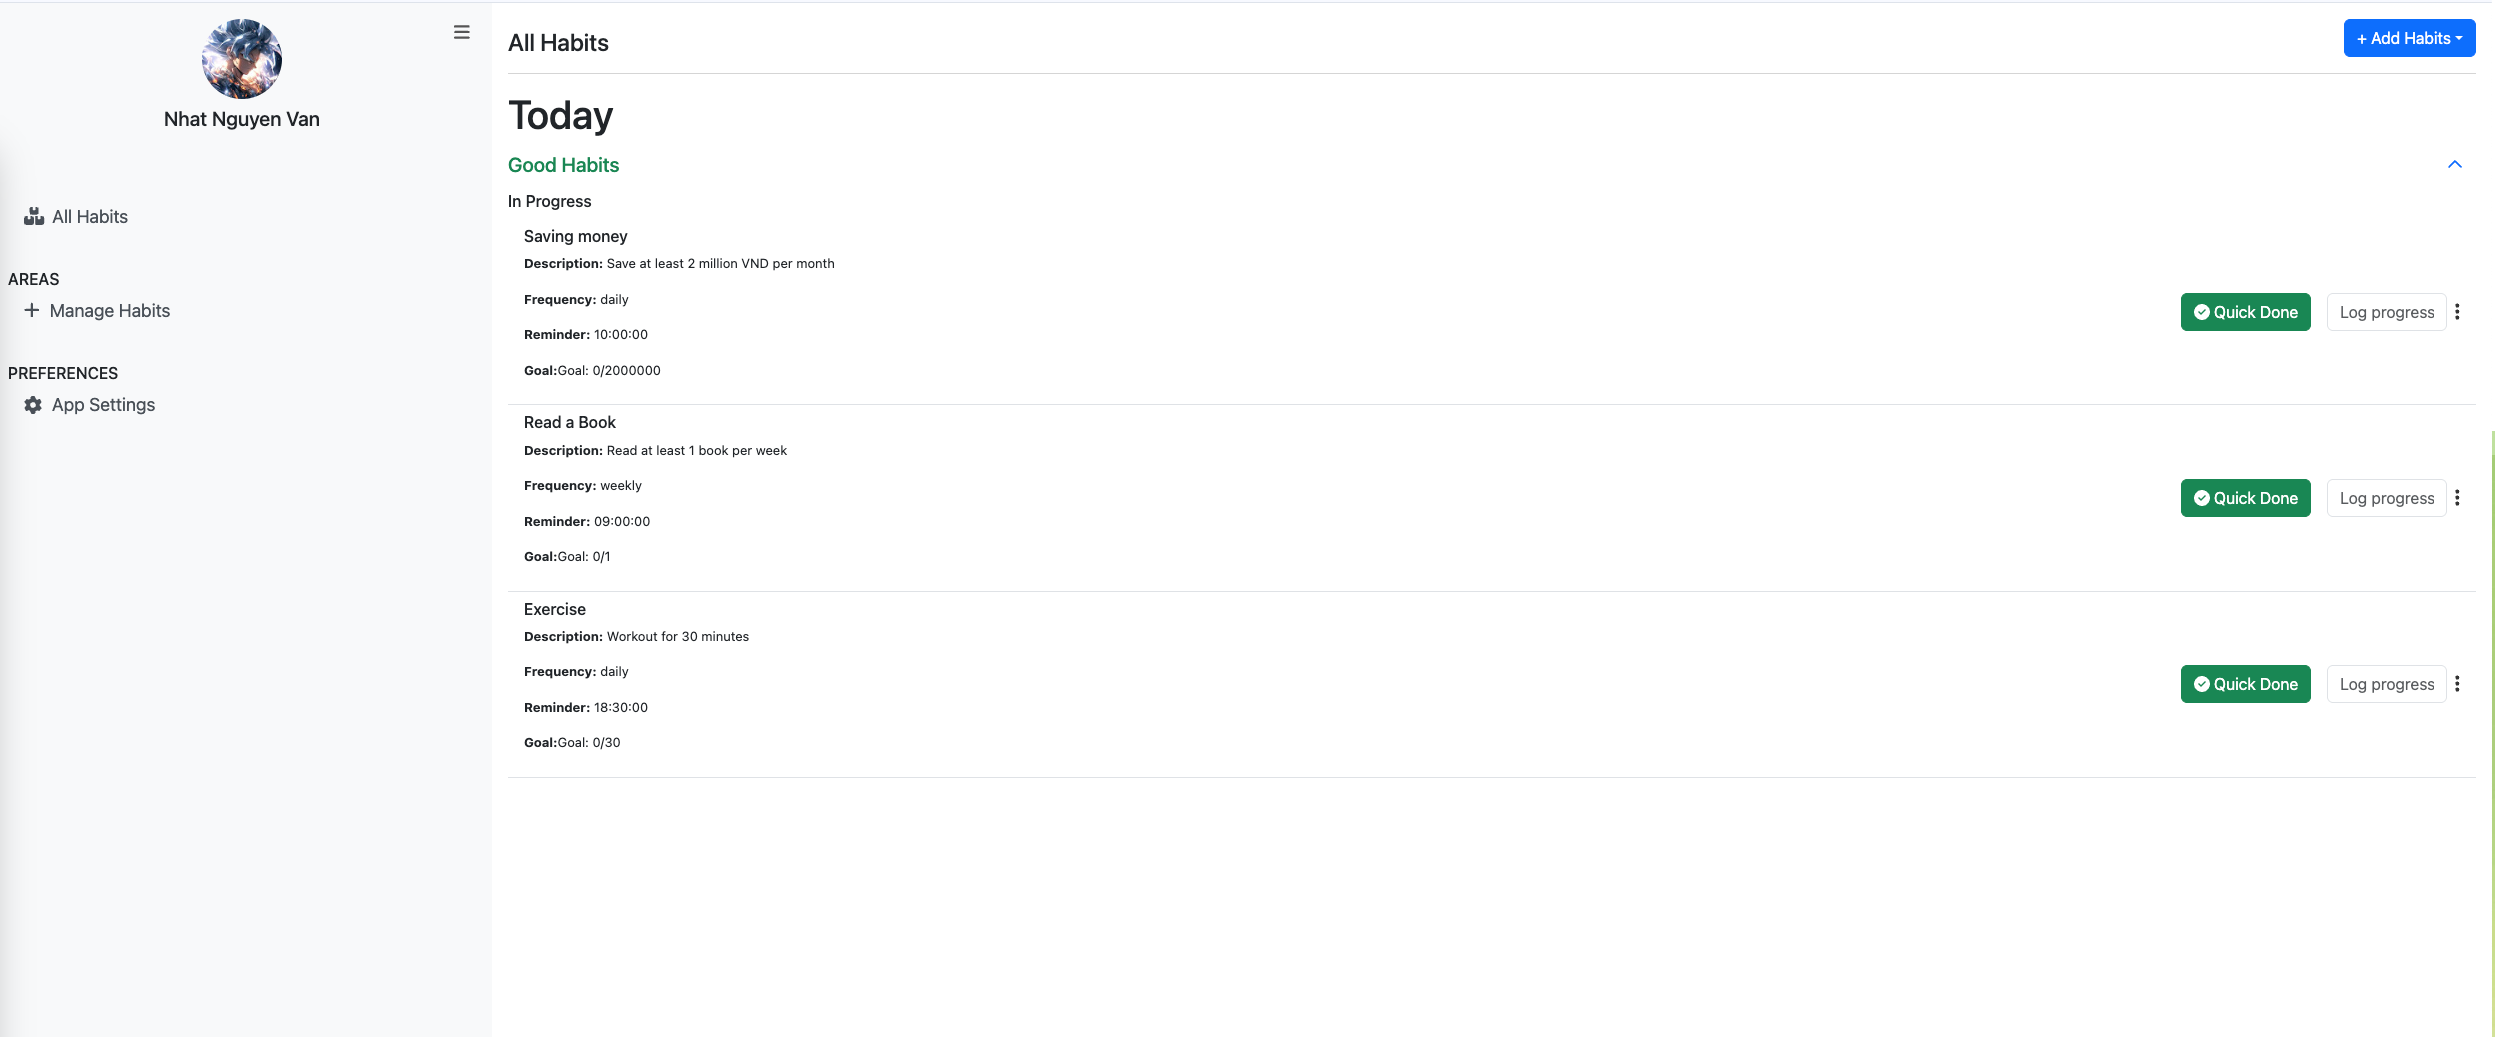 Nhat Nguyen Van
All Habits
AREAS
Manage Habits
PREFERENCES
App Settings
All Habits
+ Add Habits
Today
Good Habits
In Progress
Saving money
Description: Save at least 2 million VND per month
Frequency: daily
Reminder: 10:00:00
Goal:Goal: 0/2000000
Quick Done
Log progress
Read a Book
Description: Read at least 1 book per week
Frequency: weekly
Reminder: 09:00:00
Goal:Goal: 0/1
Quick Done
Log progress
Exercise
Description: Workout for 30 minutes
Frequency: daily
Reminder: 18:30:00
Goal:Goal: 0/30
Quick Done
Log progress